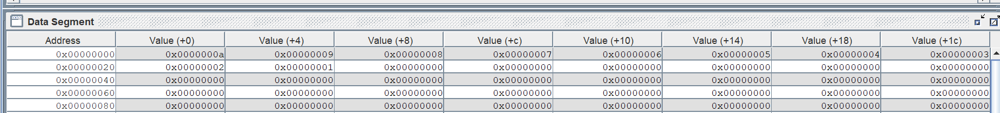 Data Segment
Address Value (+0) Value (+4) Value (+8) Value (+c) Value (+10) Value (+14) Value (+18) Value (+1c)
0x00000000 0x0000000a 0x00000009 0x00000008 0x00000007 0x00000006 0x00000005 0x00000004 0x00000003
0x00000020 0x00000002 0x00000001 0x00000000 0x00000000 0x00000000 0x00000000 0x00000000 0x00000000
0x00000040 0x00000000 0x00000000 0x00000000 0x00000000 0x00000000 0x00000000 0x00000000 0x00000000
0x00000060 0x00000000 0x00000000 0x00000000 0x00000000 0x00000000 0x00000000 0x00000000 0x00000000
0x00000080 0x00000000 0x00000000 0x00000000 0x00000000 0x00000000 0x00000000 0x00000000 0x00000000